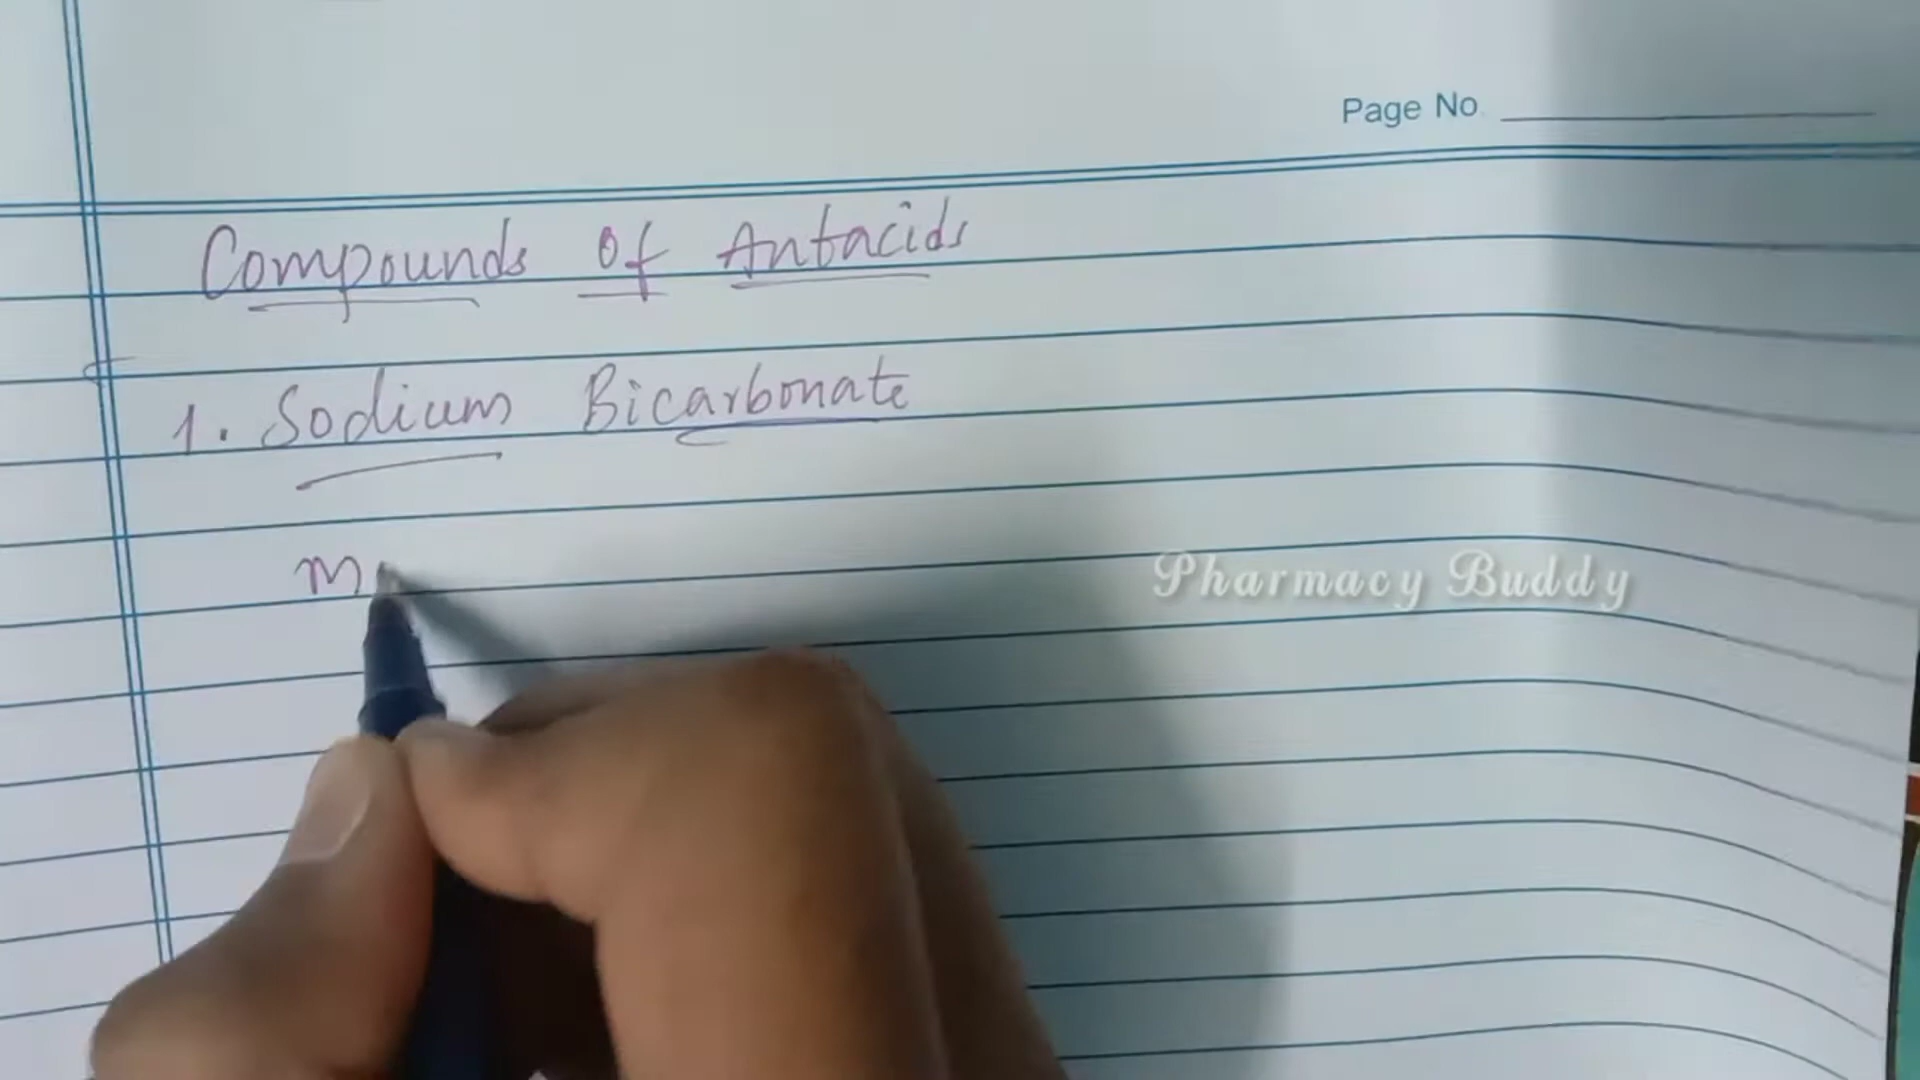 Page No
Compounds of Antacids
1. Sodium Bicarbonate
m
Pharmacy Buddy